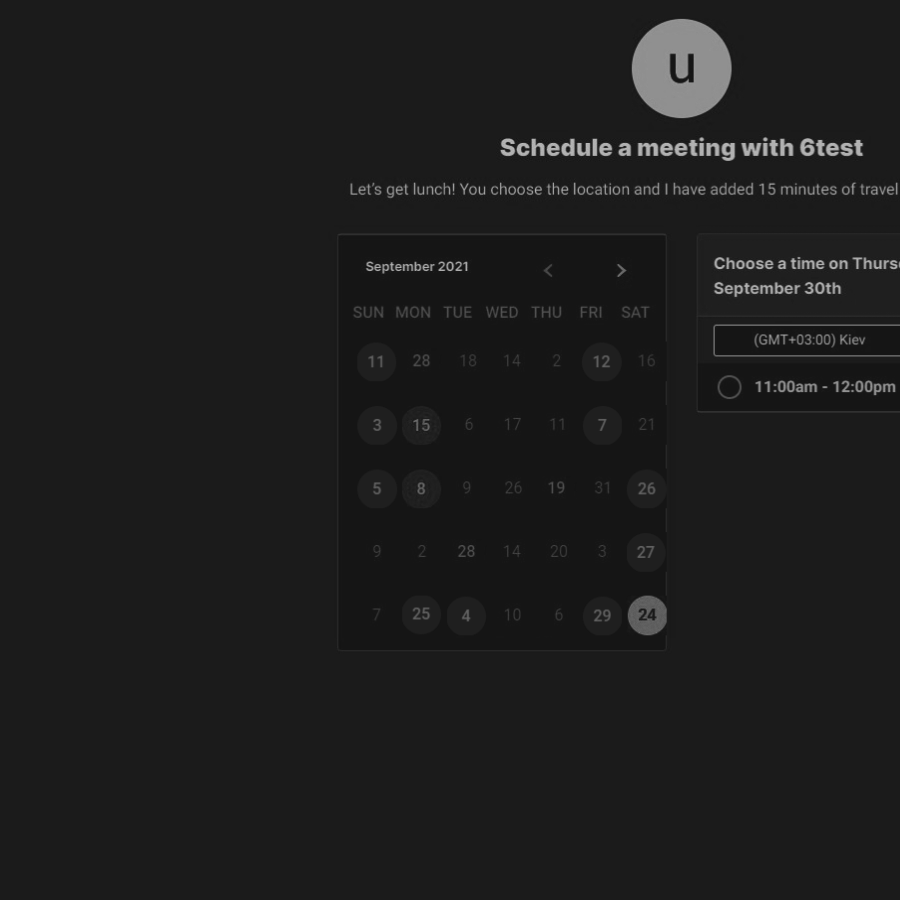 u
Schedule a meeting with 6test
Let's get lunch! You choose the location and I have added 15 minutes of travel
September 2021
SUN MON TUE WED THU FRI SAT
11 28 18 14 2 12 16
3 15 6 17 11 7 21
5 8 9 26 19 31 26
9 2 28 14 20 3 27
7 25 4 10 6 29 24
Choose a time on Thurs
September 30th
(GMT+03:00) Kiev
11:00am - 12:00pm